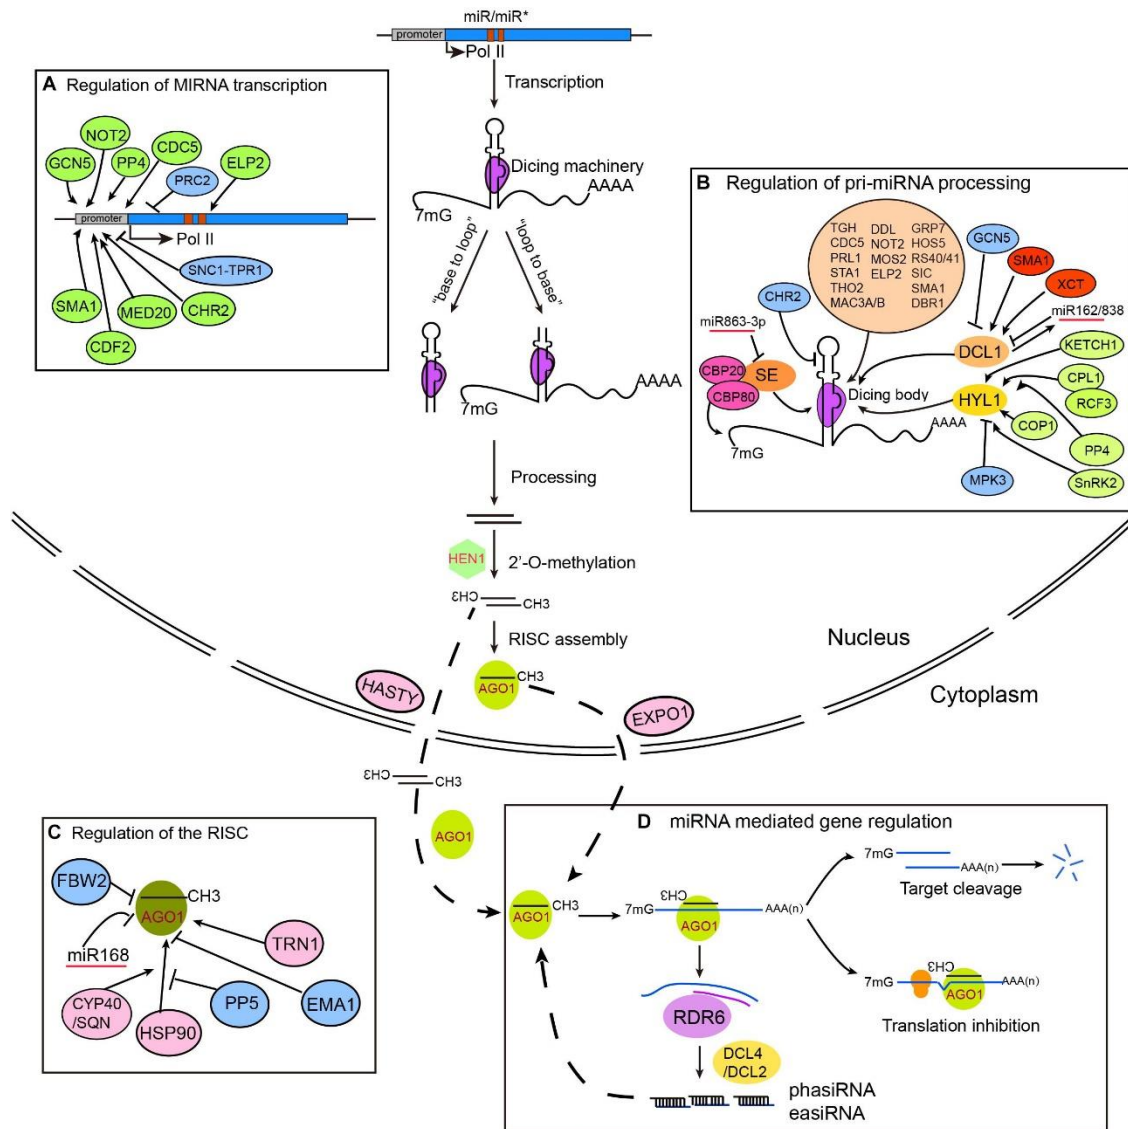 miR/miR*
promoter
Pol II
Transcription
Dicing machinery
AAAA
7mG
"base to loop"
"loop to base"
AAAA
7mG
Processing
HEN1
2'-O-methylation
CH3
CH3
RISC assembly
CH3
AGO1
Nucleus
Cytoplasm
HASTY
EXPO1
CH3
CH3
AGO1
A Regulation of MIRNA transcription
NOT2
CDC5
GCN5
PP4
ELP2
PRC2
promoter
Pol II
SNC1-TPR1
SMA1
MED20
CHR2
CDF2
B Regulation of pri-miRNA processing
TGH DDL GRP7
CDC5 NOT2 HOS5
PRL1 MOS2 RS40/41
STA1 ELP2 SIC
THO2 SMA1
MAC3A/B DBR1
GCN5
SMA1
XCT
CHR2
miR863-3p
miR162/838
KETCH1
DCL1
SE
CBP20
CBP80
CPL1
RCF3
Dicing body
HYL1
COP1
AAAA
7mG
PP4
MPK3
SnRK2
C Regulation of the RISC
FBW2
CH3
AGO1
TRN1
miR168
CYP40
/SQN
PP5
EMA1
HSP90
D miRNA mediated gene regulation
7mG
AAA(n)
Target cleavage
CH3
AGO1
7mG
CH3
AAA(n)
AGO1
7mG
CH3
AAA(n)
AGO1
Translation inhibition
RDR6
DCL4
/DCL2
phasiRNA
easiRNA